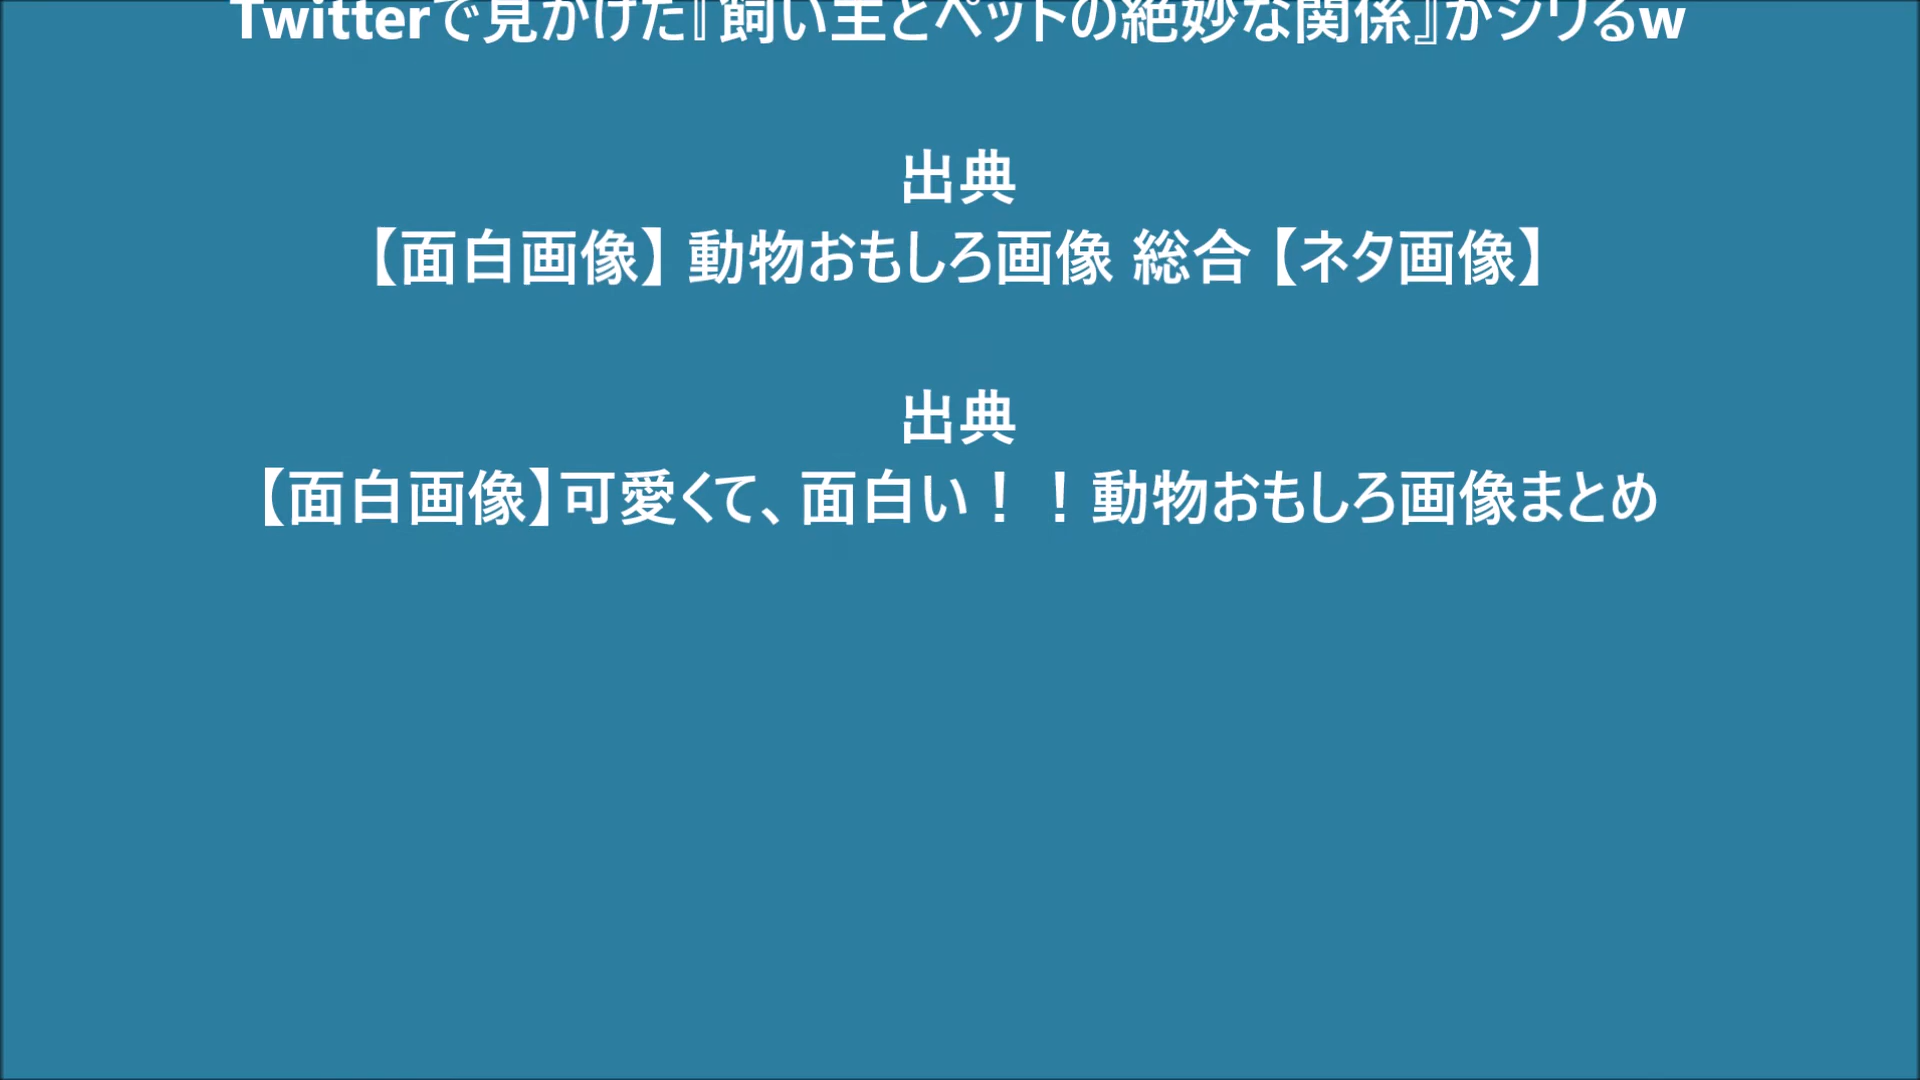 Twitterで見かけた『飼い主とペットの絶妙な関係』がジワるw
出典
【面白画像】 動物おもしろ画像 総合 【ネタ画像】
出典
【面白画像】可愛くて、面白い！！動物おもしろ画像まとめ